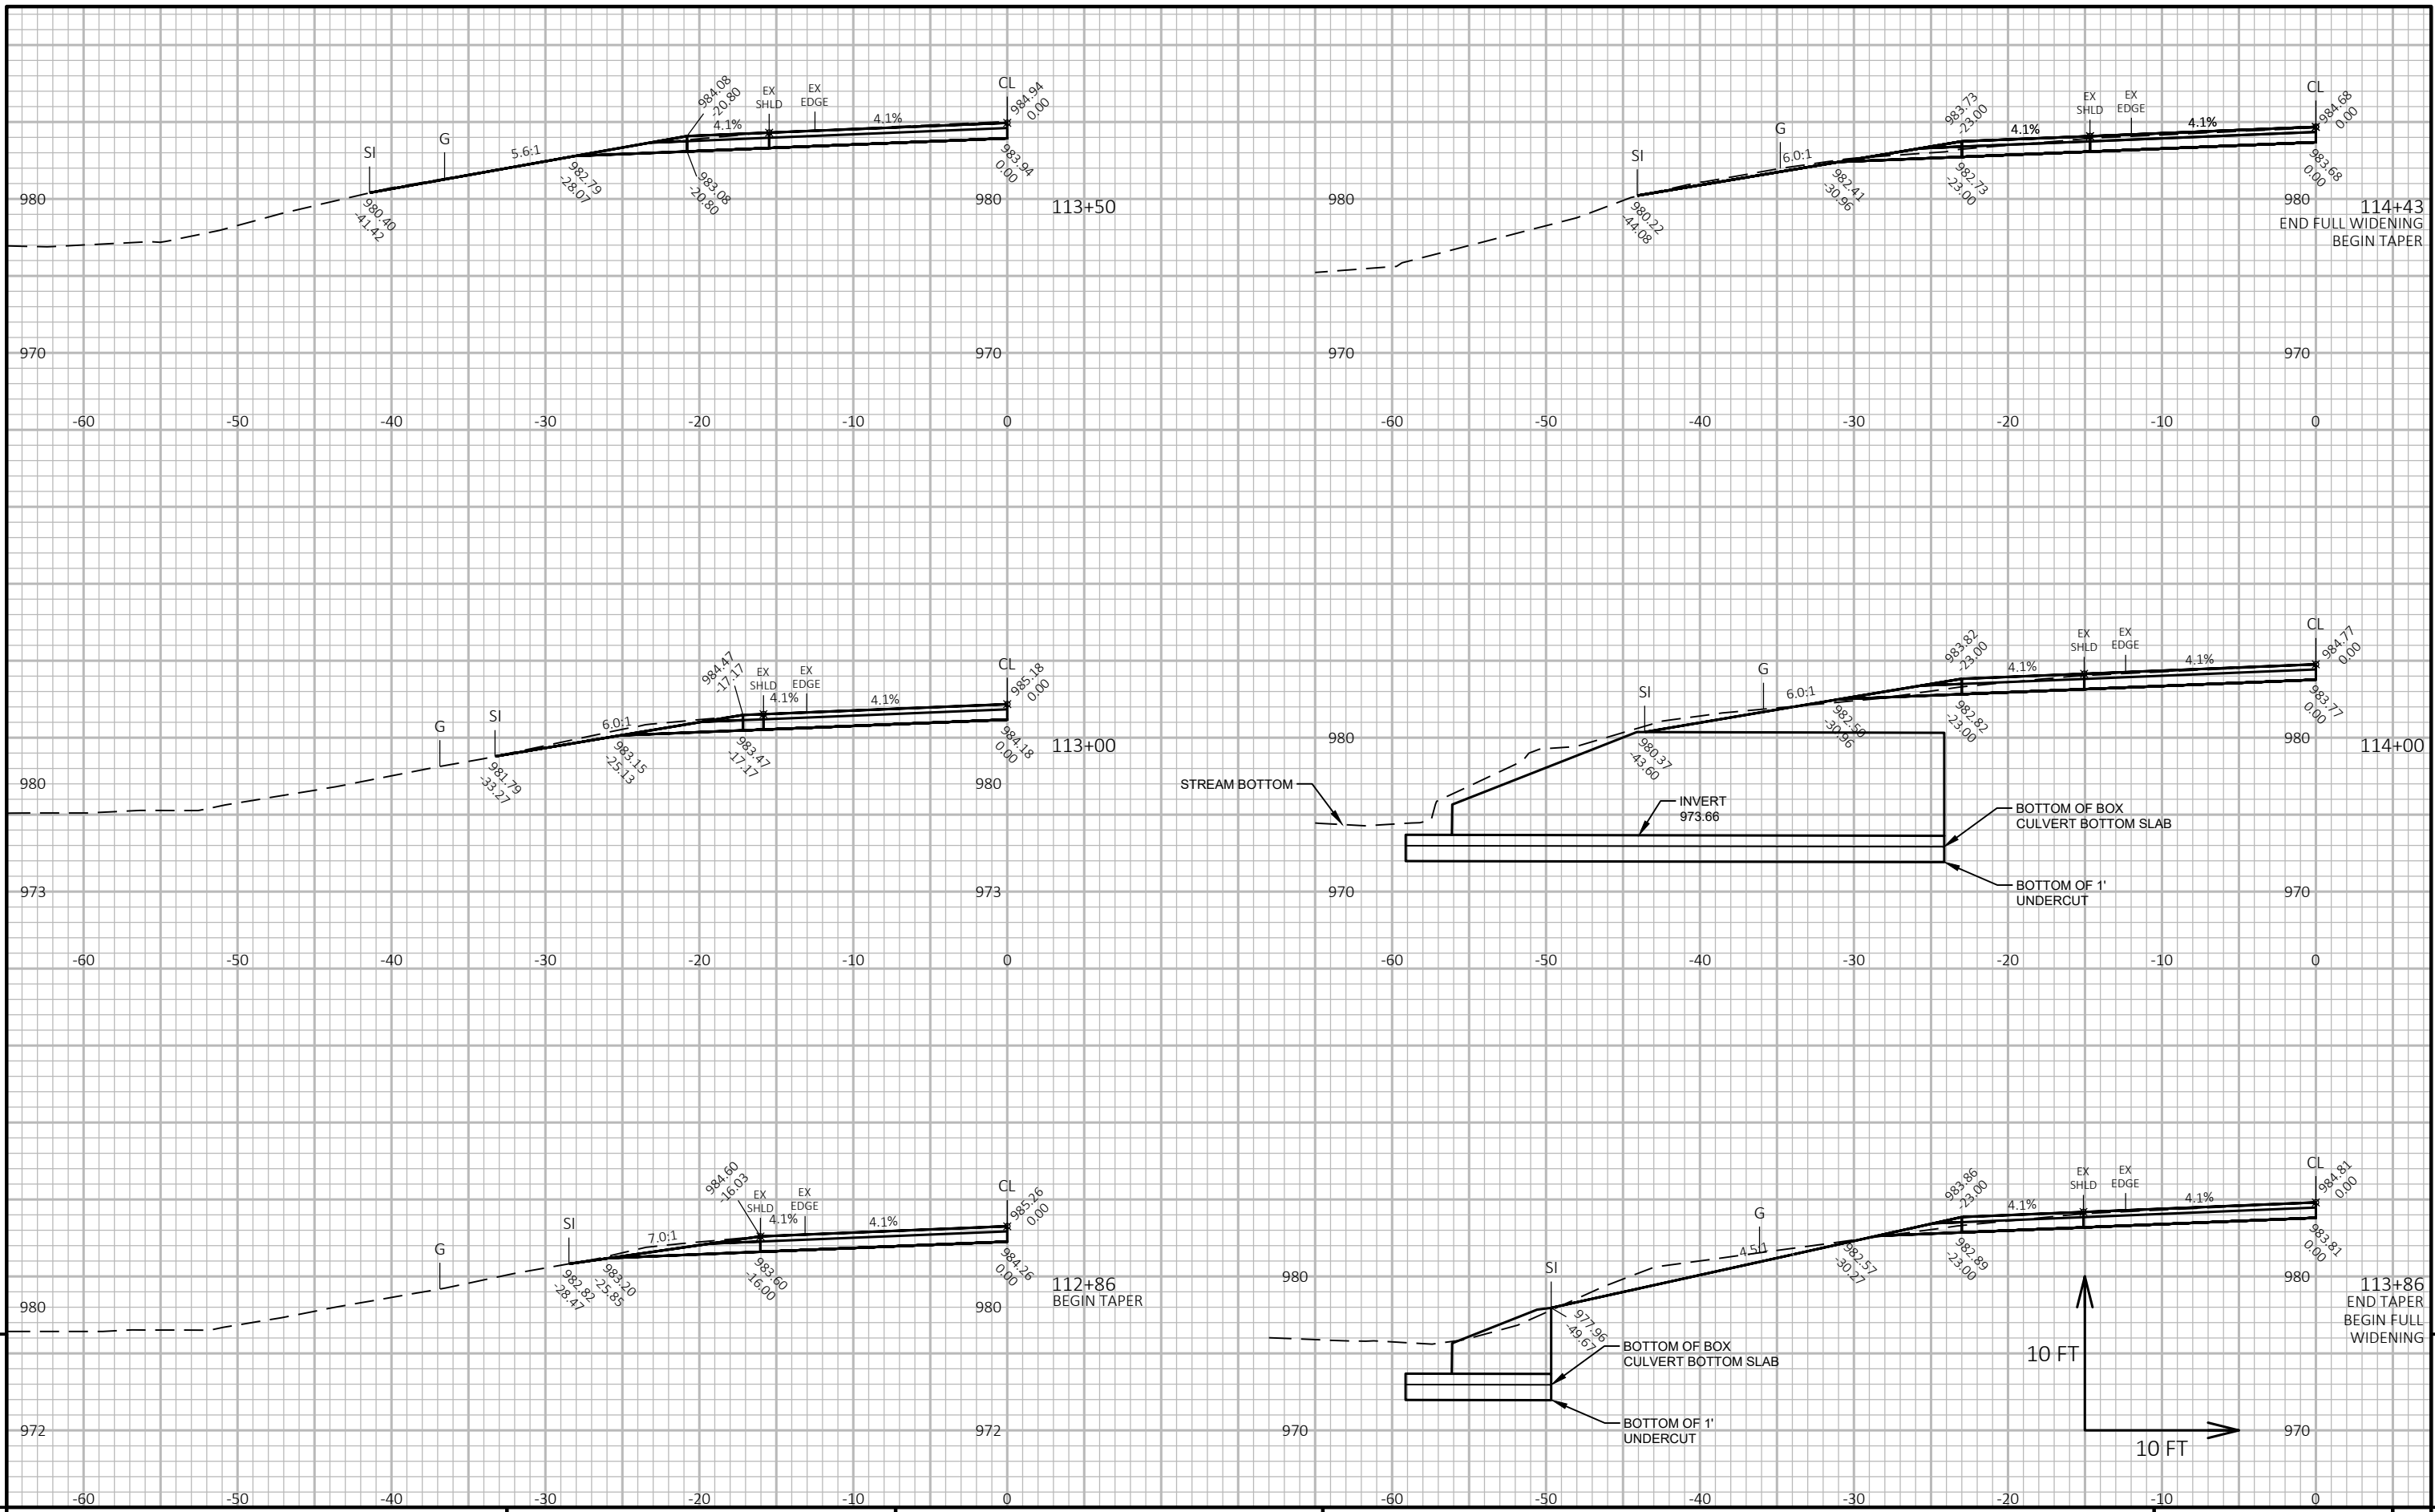 CL
984.94
0.00
EX
EDGE
EX
SHLD
984.08
-20.80
4.1%
4.1%
5.6:1
G
SI
980.40
-41.42
982.79
-28.07
983.08
-20.80
983.94
0.00
980
980
113+50
970
970
-60
-50
-40
-30
-20
-10
0
CL
984.68
0.00
EX
EDGE
EX
SHLD
983.73
-23.00
4.1%
4.1%
6.0:1
G
SI
980.22
-44.08
982.41
-30.96
982.73
-23.00
983.68
0.00
980
980
114+43
END FULL WIDENING
BEGIN TAPER
970
970
-60
-50
-40
-30
-20
-10
0
CL
985.18
0.00
EX
EDGE
EX
SHLD
984.47
-17.17
4.1%
4.1%
6.0:1
SI
G
981.79
-33.27
983.15
-25.13
983.47
-17.17
984.18
0.00
113+00
980
980
973
973
-60
-50
-40
-30
-20
-10
0
CL
984.77
0.00
EX
EDGE
EX
SHLD
983.82
-23.00
4.1%
4.1%
6.0:1
G
SI
980.37
-43.60
982.50
-30.96
982.82
-23.00
983.77
0.00
980
980
114+00
STREAM BOTTOM
INVERT
973.66
BOTTOM OF BOX
CULVERT BOTTOM SLAB
BOTTOM OF 1'
UNDERCUT
970
970
-60
-50
-40
-30
-20
-10
0
CL
985.26
0.00
EX
EDGE
EX
SHLD
984.60
-16.03
4.1%
4.1%
7.0:1
SI
G
982.82
-28.47
983.20
-25.85
983.60
-16.00
984.26
0.00
112+86
BEGIN TAPER
980
980
972
972
-60
-50
-40
-30
-20
-10
0
CL
984.81
0.00
EX
EDGE
EX
SHLD
983.86
-23.00
4.1%
4.1%
4.5:1
G
SI
977.96
-49.67
982.57
-30.27
982.89
-23.00
983.81
0.00
980
980
113+86
END TAPER
BEGIN FULL
WIDENING
BOTTOM OF BOX
CULVERT BOTTOM SLAB
BOTTOM OF 1'
UNDERCUT
10 FT
10 FT
970
970
-60
-50
-40
-30
-20
-10
0